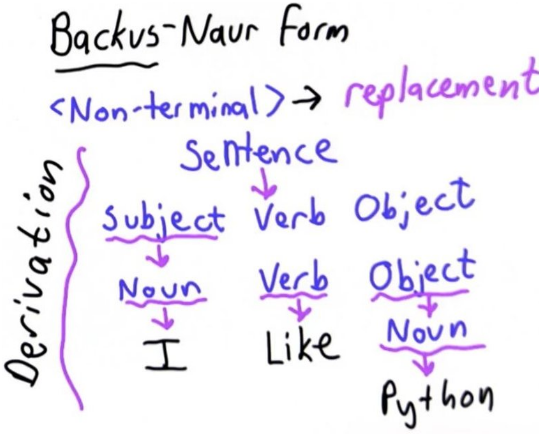 Backus-Naur Form
<Non-terminal> → replacement
Sentence
Subject Verb Object
Noun Verb Object
I Like Noun
Python
Derivation